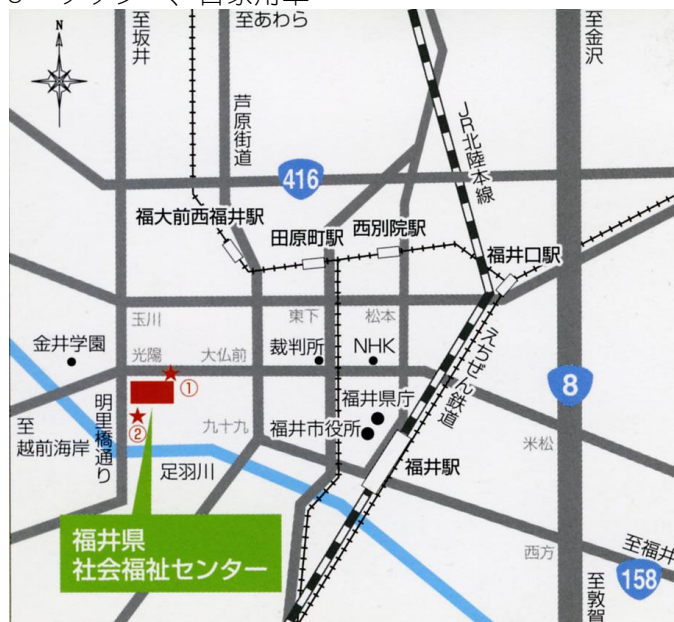 至坂井
至あわら
至金沢
N
芦原街道
JR北陸本線
416
福大前西福井駅
田原町駅
西別院駅
福井口駅
玉川
東下
松本
金井学園
光陽
大仏前
裁判所
NHK
えちぜん鉄道
①
8
明里橋通り
福井県庁
至
越前海岸
②
九十九
福井市役所
米松
足羽川
福井駅
福井県
社会福祉センター
西方
至福井
158
至敦賀